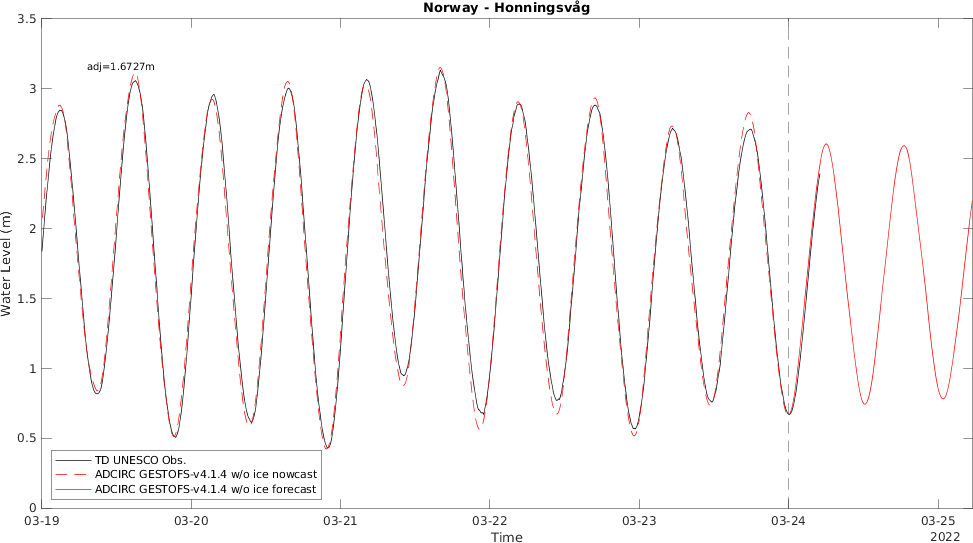 Norway - Honningsvåg
3.5
adj=1.6727m
3
2.5
2
Water Level (m)
1.5
1
0.5
TD UNESCO Obs.
ADCIRC GESTOFS-v4.1.4 w/o ice nowcast
ADCIRC GESTOFS-v4.1.4 w/o ice forecast
0
03-19 03-20 03-21 03-22 03-23 03-24 03-25
Time 2022